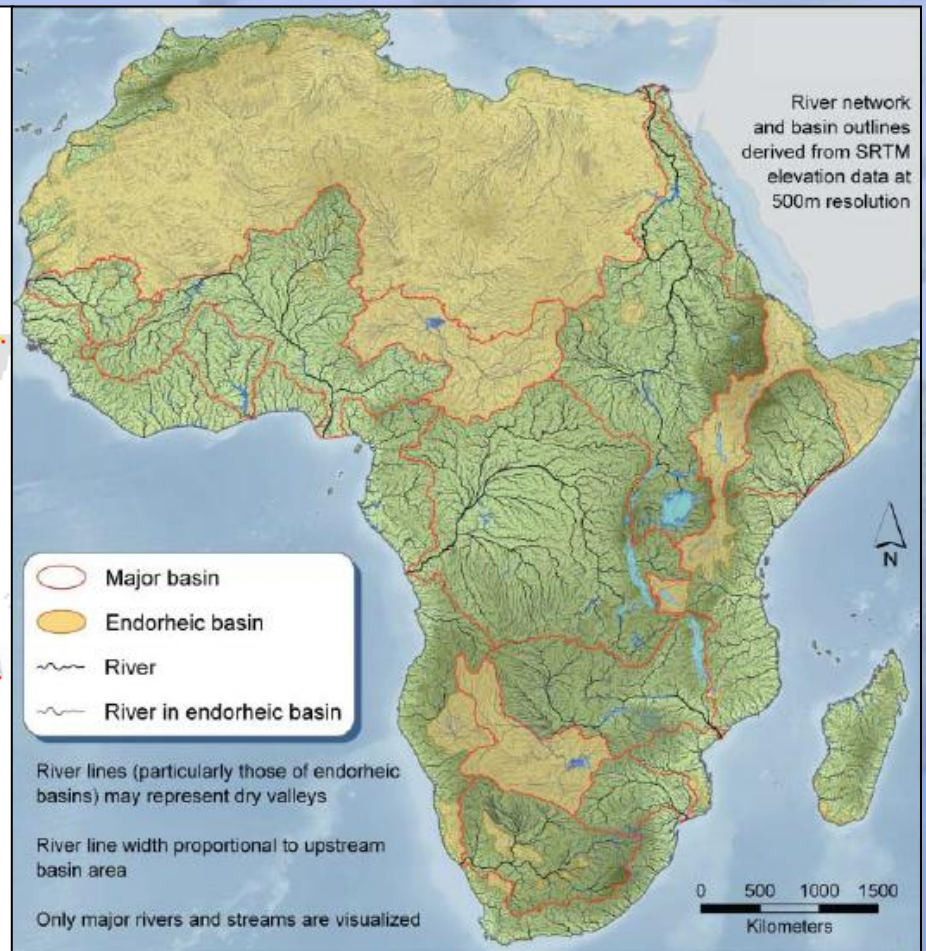 River network
and basin outlines
derived from SRTM
elevation data at
500m resolution
N
Major basin
Endorheic basin
River
River in endorheic basin
River lines (particularly those of endorheic
basins) may represent dry valleys
River line width proportional to upstream
basin area
Only major rivers and streams are visualized
0 500 1000 1500
Kilometers